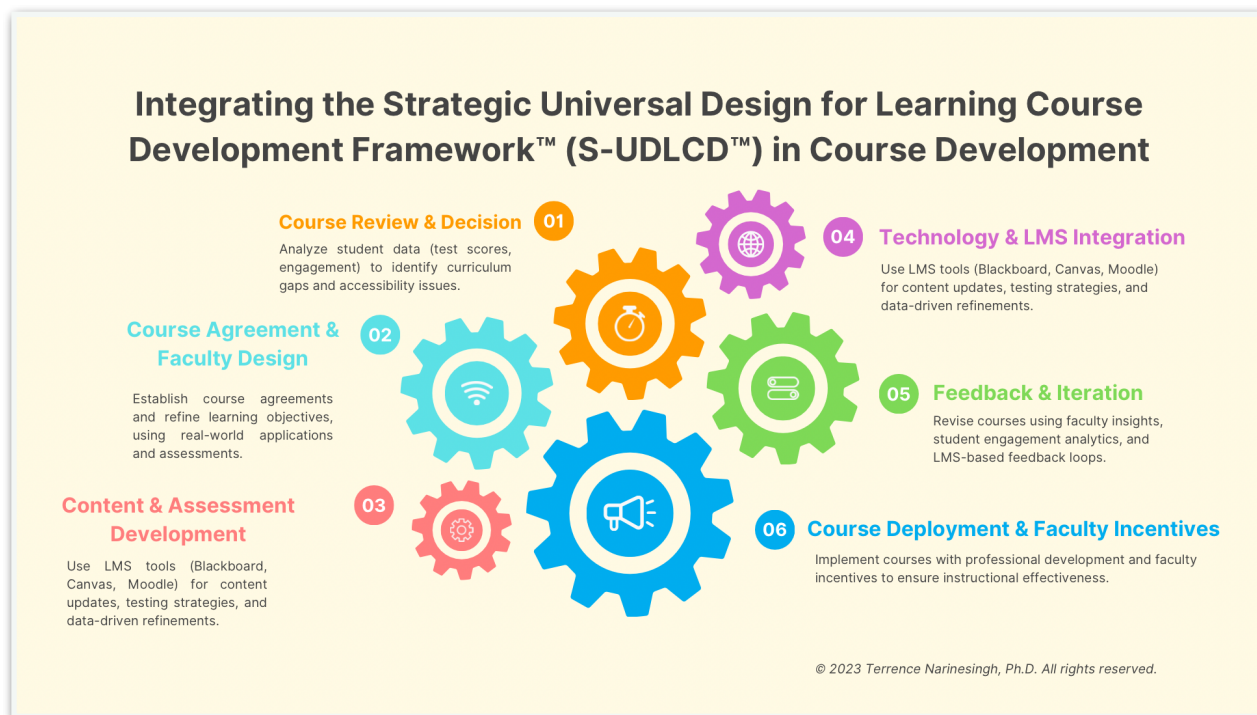 Integrating the Strategic Universal Design for Learning Course
Development Framework™ (S-UDLCD™) in Course Development
01
Course Review & Decision
Analyze student data (test scores,
engagement) to identify curriculum
gaps and accessibility issues.
02
Course Agreement &
Faculty Design
Establish course agreements
and refine learning objectives,
using real-world applications
and assessments.
03
Content & Assessment
Development
Use LMS tools (Blackboard,
Canvas, Moodle) for content
updates, testing strategies, and
data-driven refinements.
04
Technology & LMS Integration
Use LMS tools (Blackboard, Canvas, Moodle)
for content updates, testing strategies, and
data-driven refinements.
05
Feedback & Iteration
Revise courses using faculty insights,
student engagement analytics, and
LMS-based feedback loops.
06
Course Deployment & Faculty Incentives
Implement courses with professional development and faculty
incentives to ensure instructional effectiveness.
© 2023 Terrence Narinesingh, Ph.D. All rights reserved.